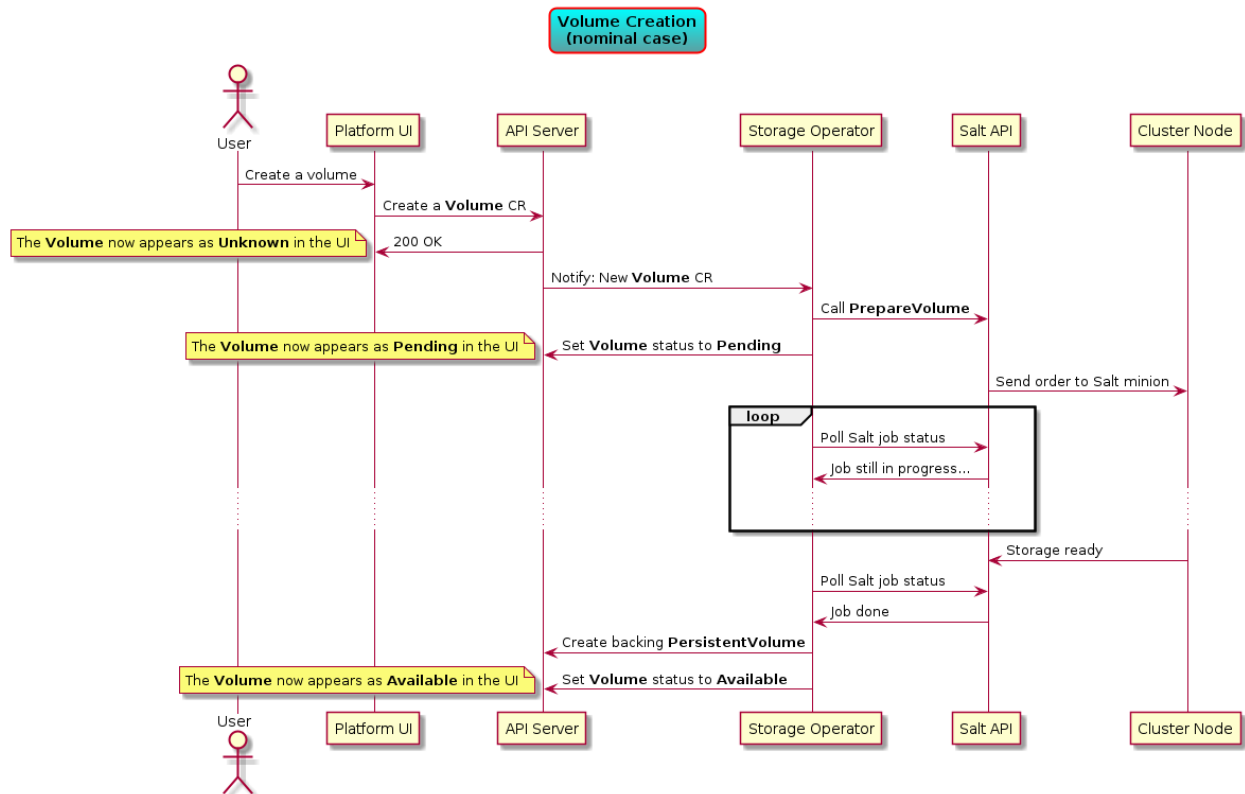 Volume Creation
(nominal case)
User
Platform UI
API Server
Storage Operator
Salt API
Cluster Node
Create a volume
Create a Volume CR
The Volume now appears as Unknown in the UI
200 OK
Notify: New Volume CR
Call PrepareVolume
The Volume now appears as Pending in the UI
Set Volume status to Pending
Send order to Salt minion
loop
Poll Salt job status
Job still in progress...
Storage ready
Poll Salt job status
Job done
Create backing PersistentVolume
The Volume now appears as Available in the UI
Set Volume status to Available
User
Platform UI
API Server
Storage Operator
Salt API
Cluster Node